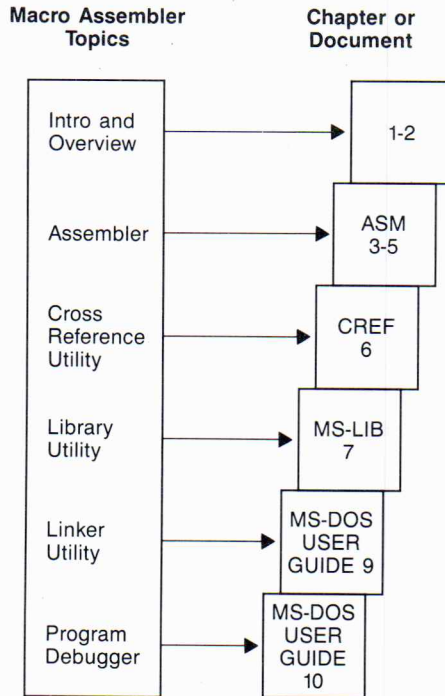 Macro Assembler
Topics
Chapter or
Document
Intro and
Overview
1-2
Assembler
ASM
3-5
Cross
Reference
Utility
CREF
6
Library
Utility
MS-LIB
7
Linker
Utility
MS-DOS
USER
GUIDE 9
Program
Debugger
MS-DOS
USER
GUIDE
10